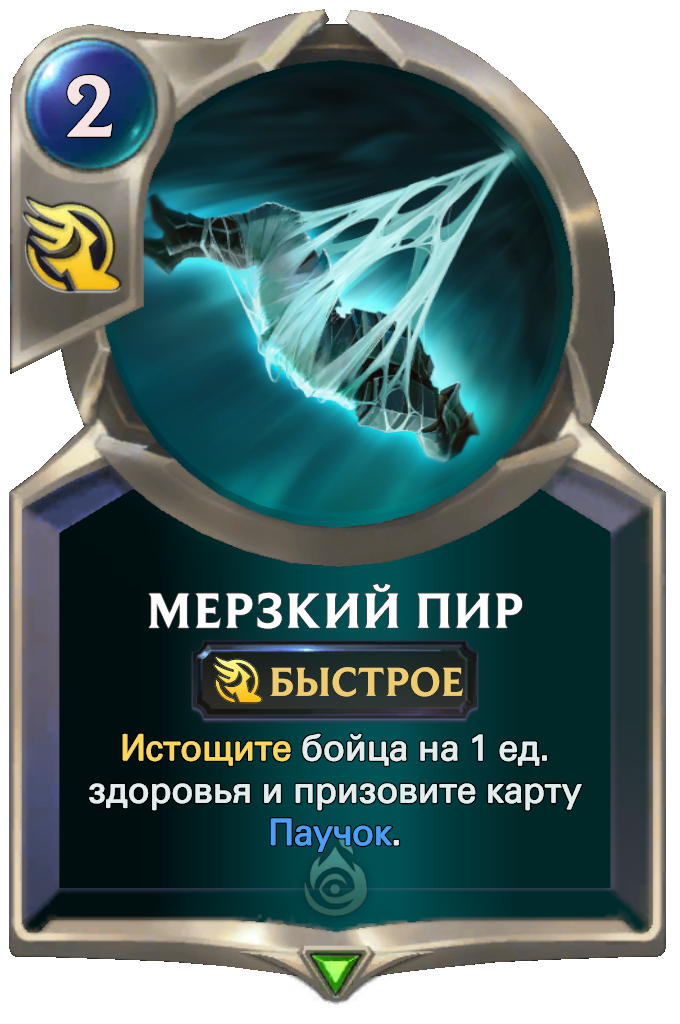 2
МЕРЗКИЙ ПИР
БЫСТРОЕ
Истощите бойца на 1 ед.
здоровья и призовите карту
Паучок.